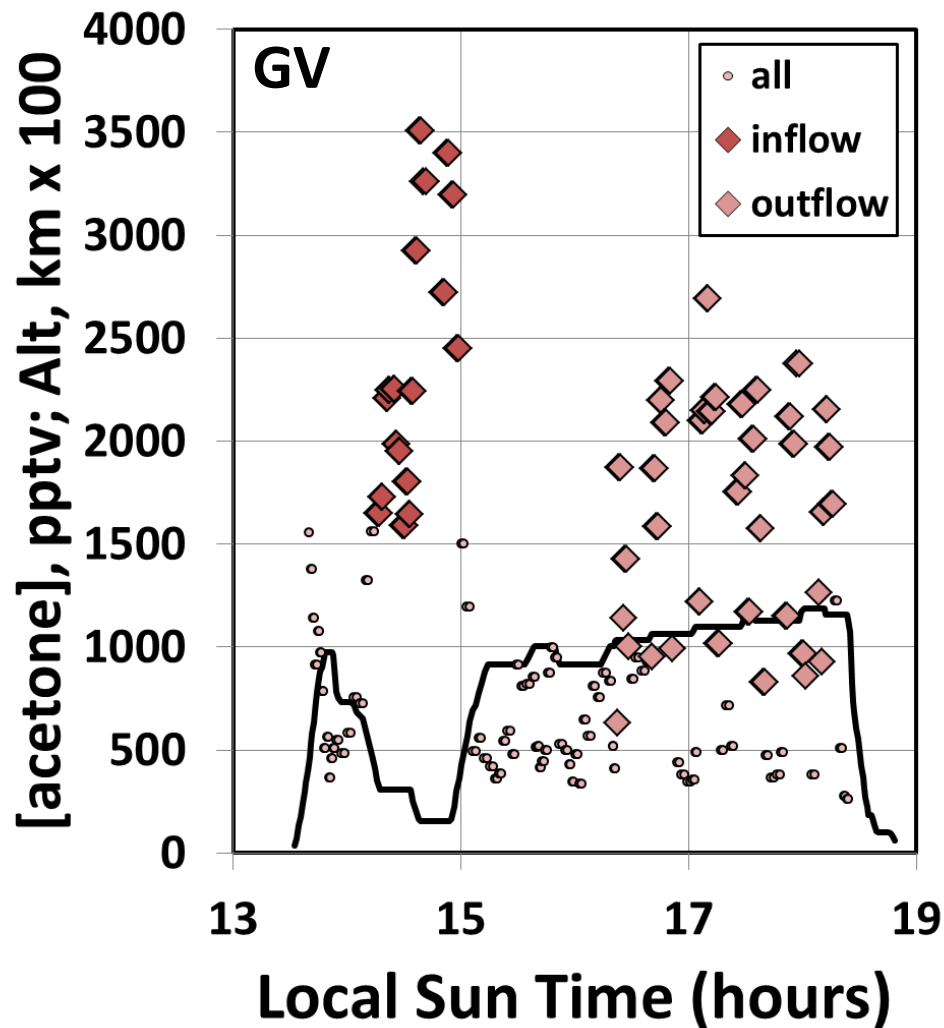 GV
all
inflow
outflow
[acetone], pptv; Alt, km x 100
4000
3500
3000
2500
2000
1500
1000
500
0
13 15 17 19
Local Sun Time (hours)